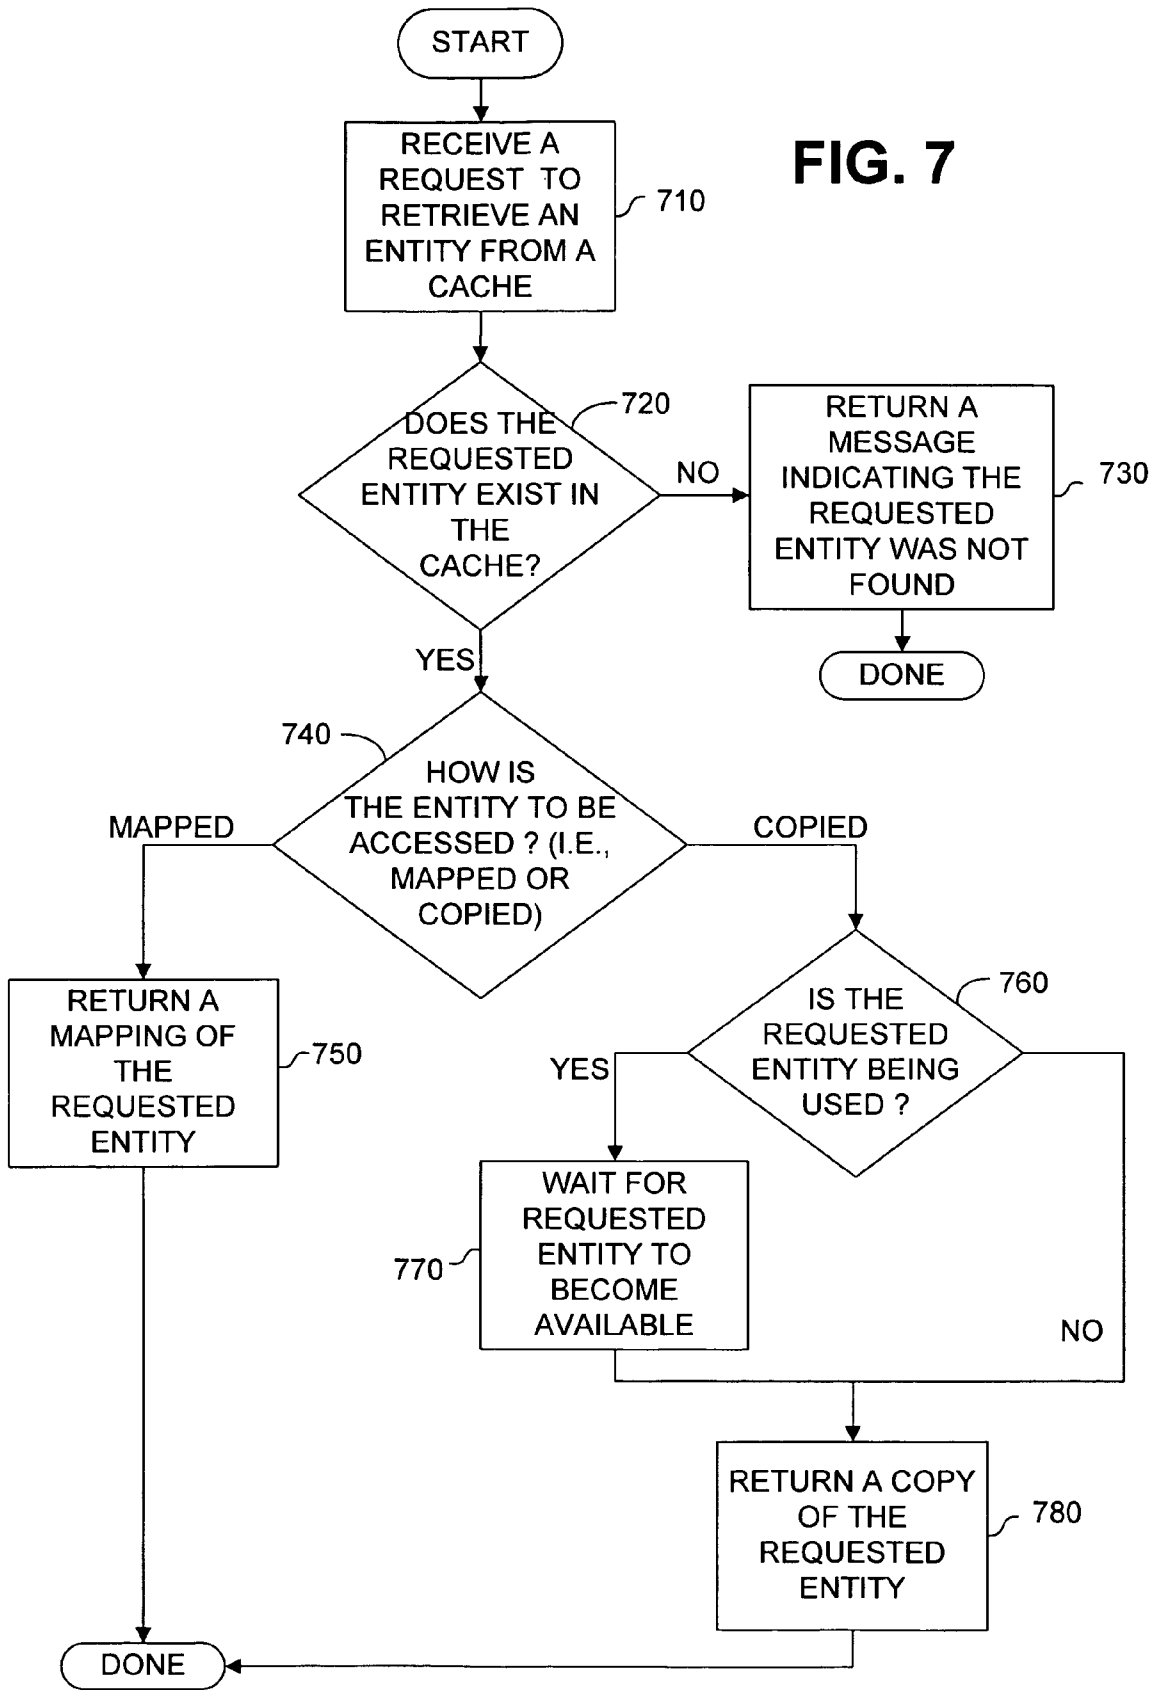 START
FIG. 7
RECEIVE A
REQUEST TO
RETRIEVE AN
ENTITY FROM A
CACHE
710
DOES THE
REQUESTED
ENTITY EXIST IN
THE
CACHE?
720
NO
RETURN A
MESSAGE
INDICATING THE
REQUESTED
ENTITY WAS NOT
FOUND
730
DONE
YES
740
HOW IS
THE ENTITY TO BE
ACCESSED ? (I.E.,
MAPPED OR
COPIED)
MAPPED
COPIED
RETURN A
MAPPING OF
THE
REQUESTED
ENTITY
750
IS THE
REQUESTED
ENTITY BEING
USED ?
760
YES
WAIT FOR
REQUESTED
ENTITY TO
BECOME
AVAILABLE
770
NO
RETURN A COPY
OF THE
REQUESTED
ENTITY
780
DONE